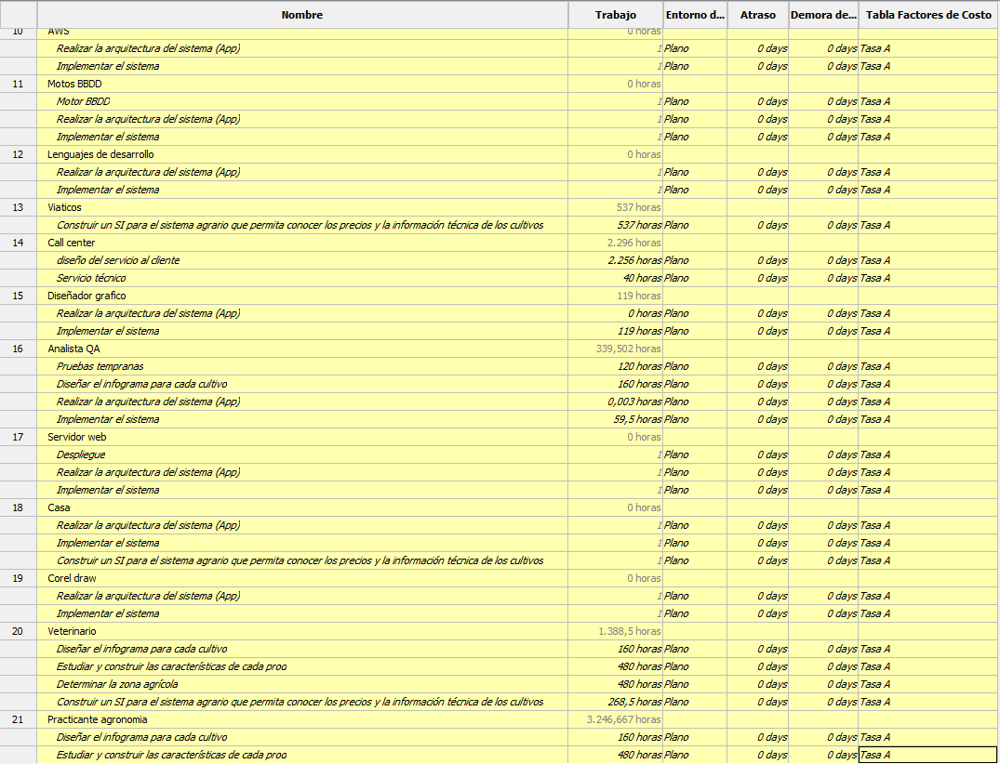 Nombre Trabajo Entorno d... Atraso Demora de... Tabla Factores de Costo
10 AWS 0 horas
Realizar la arquitectura del sistema (App) 1 Plano 0 days 0 days Tasa A
Implementar el sistema 1 Plano 0 days 0 days Tasa A
11 Motos BBDD 0 horas
Motor BBDD 1 Plano 0 days 0 days Tasa A
Realizar la arquitectura del sistema (App) 1 Plano 0 days 0 days Tasa A
Implementar el sistema 1 Plano 0 days 0 days Tasa A
12 Lenguajes de desarrollo 0 horas
Realizar la arquitectura del sistema (App) 1 Plano 0 days 0 days Tasa A
Implementar el sistema 1 Plano 0 days 0 days Tasa A
13 Viaticos 537 horas
Construir un SI para el sistema agrario que permita conocer los precios y la información técnica de los cultivos 537 horas Plano 0 days 0 days Tasa A
14 Call center 2.296 horas
diseño del servicio al cliente 2.256 horas Plano 0 days 0 days Tasa A
Servicio técnico 40 horas Plano 0 days 0 days Tasa A
15 Diseñador grafico 119 horas
Realizar la arquitectura del sistema (App) 0 horas Plano 0 days 0 days Tasa A
Implementar el sistema 119 horas Plano 0 days 0 days Tasa A
16 Analista QA 339,502 horas
Pruebas tempranas 120 horas Plano 0 days 0 days Tasa A
Diseñar el infograma para cada cultivo 160 horas Plano 0 days 0 days Tasa A
Realizar la arquitectura del sistema (App) 0,003 horas Plano 0 days 0 days Tasa A
Implementar el sistema 59,5 horas Plano 0 days 0 days Tasa A
17 Servidor web 0 horas
Despliegue 1 Plano 0 days 0 days Tasa A
Realizar la arquitectura del sistema (App) 1 Plano 0 days 0 days Tasa A
Implementar el sistema 1 Plano 0 days 0 days Tasa A
18 Casa 0 horas
Realizar la arquitectura del sistema (App) 1 Plano 0 days 0 days Tasa A
Implementar el sistema 1 Plano 0 days 0 days Tasa A
Construir un SI para el sistema agrario que permita conocer los precios y la información técnica de los cultivos 1 Plano 0 days 0 days Tasa A
19 Corel draw 0 horas
Realizar la arquitectura del sistema (App) 1 Plano 0 days 0 days Tasa A
Implementar el sistema 1 Plano 0 days 0 days Tasa A
20 Veterinario 1.388,5 horas
Diseñar el infograma para cada cultivo 160 horas Plano 0 days 0 days Tasa A
Estudiar y construir las características de cada prod 480 horas Plano 0 days 0 days Tasa A
Determinar la zona agrícola 480 horas Plano 0 days 0 days Tasa A
Construir un SI para el sistema agrario que permita conocer los precios y la información técnica de los cultivos 268,5 horas Plano 0 days 0 days Tasa A
21 Practicante agronomia 3.246,667 horas
Diseñar el infograma para cada cultivo 160 horas Plano 0 days 0 days Tasa A
Estudiar y construir las características de cada prod 480 horas Plano 0 days 0 days Tasa A